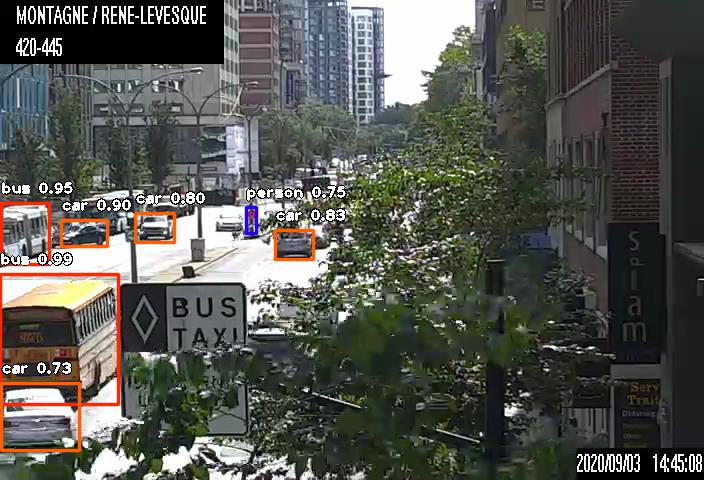 MONTAGNE / RENE-LEVESQUE
420-445
bus 0.95
car 0.90
car 0.80
person 0.75
car 0.83
bus 0.99
car 0.73
BUS
TAXI
Serv
2020/09/03 14:45:08